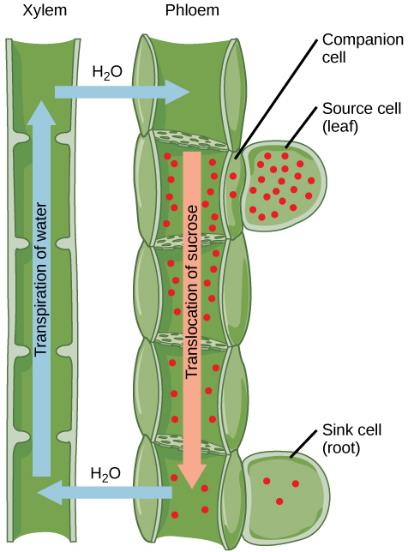 Xylem
Phloem
H₂O
Companion
cell
Source cell
(leaf)
Transpiration of water
Translocation of sucrose
Sink cell
(root)
H₂O